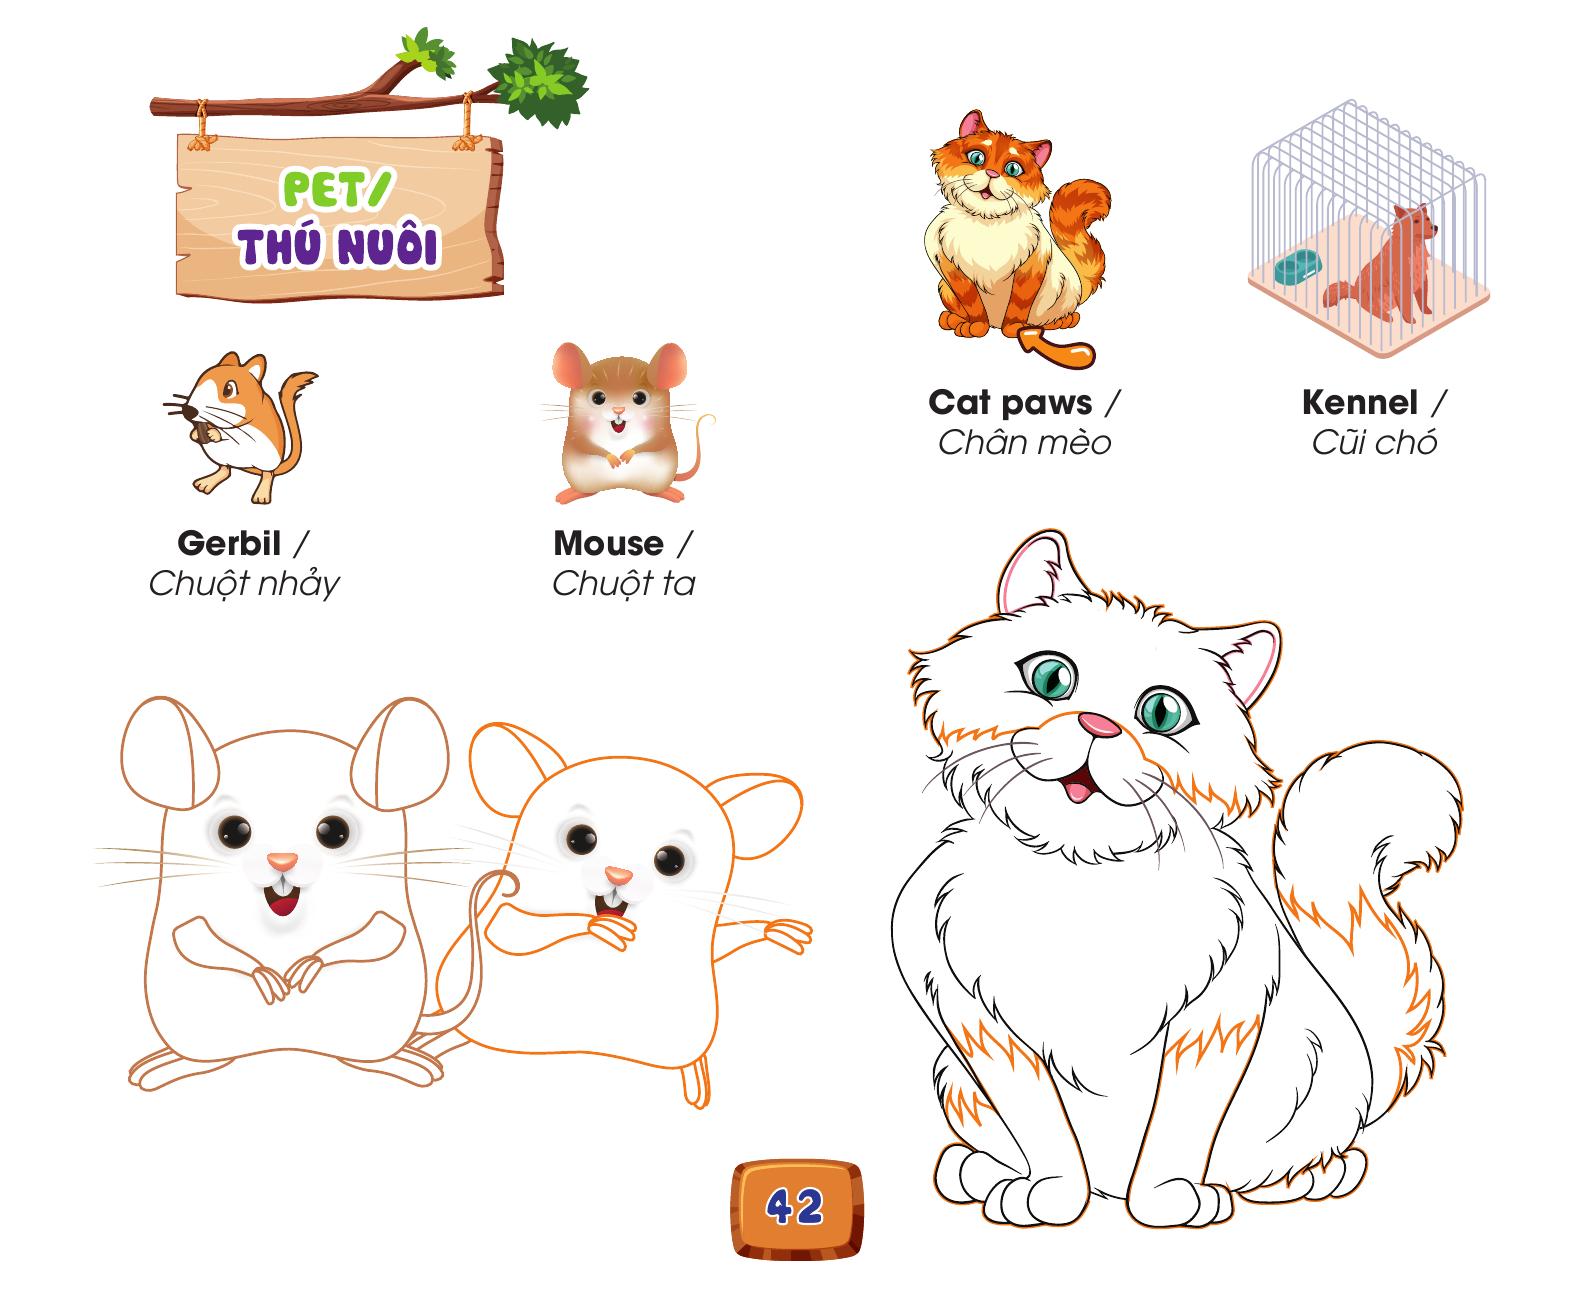 PET/
THÚ NUÔI
Gerbil /
Chuột nhảy
Mouse /
Chuột ta
Cat paws /
Chân mèo
Kennel /
Cũi chó
42